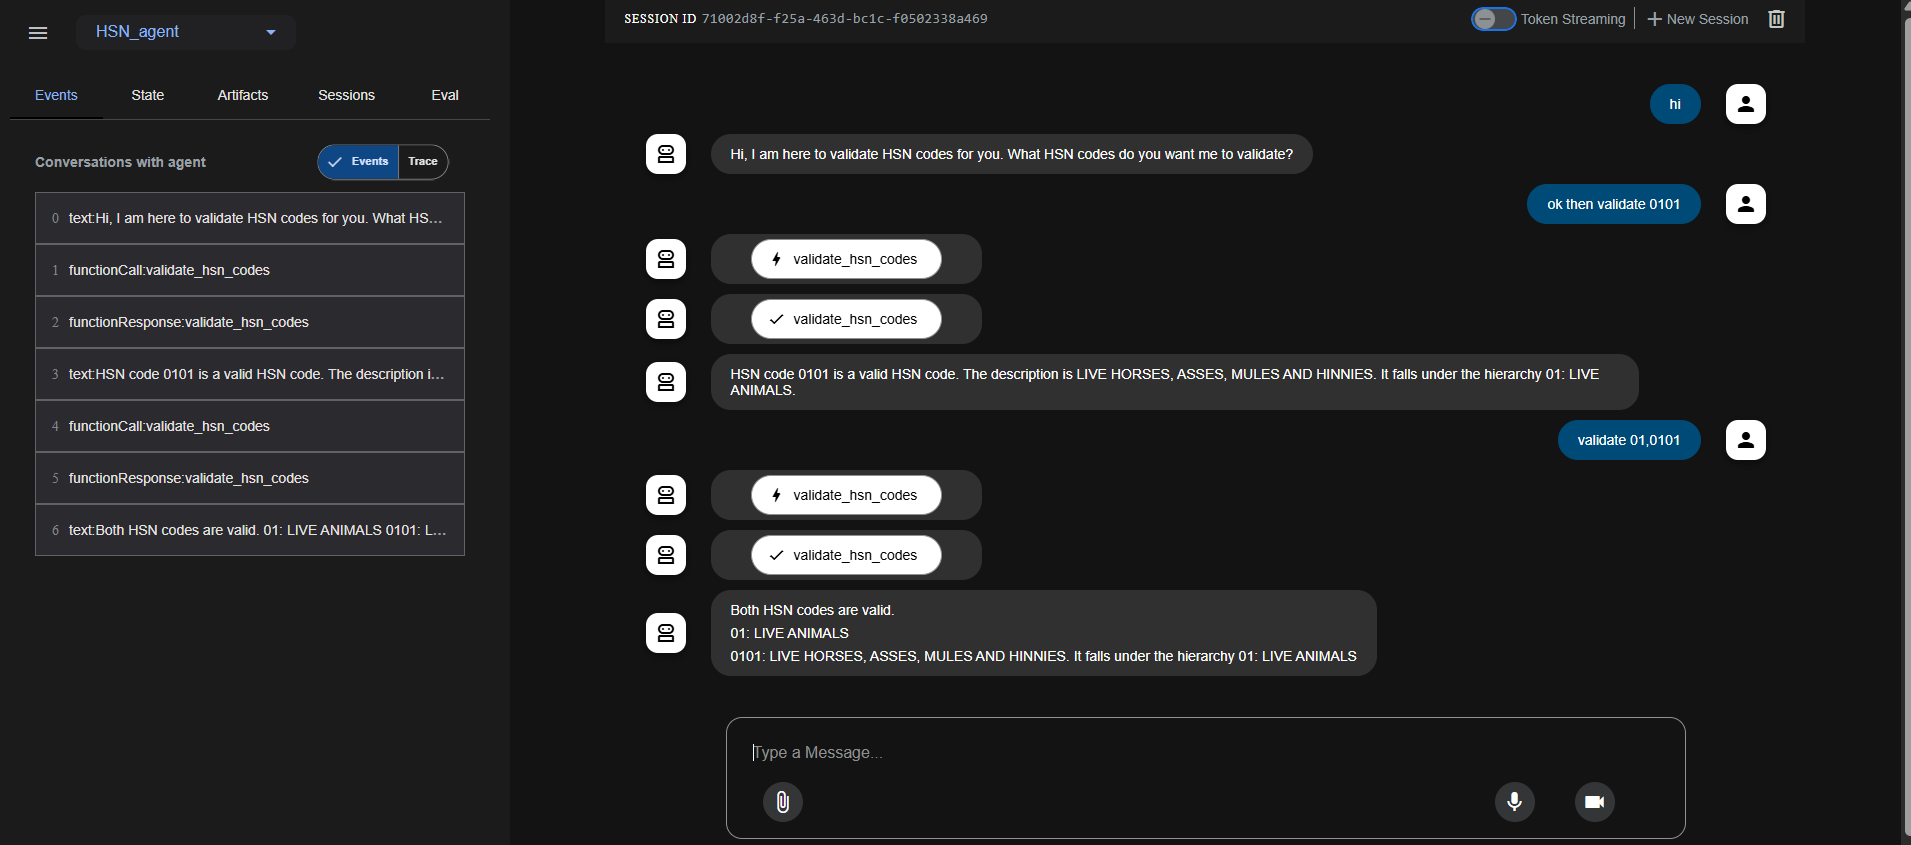 HSN_agent
Events State Artifacts Sessions Eval
Conversations with agent
Events Trace
0 text:Hi, I am here to validate HSN codes for you. What HS...
1 functionCall:validate_hsn_codes
2 functionResponse:validate_hsn_codes
3 text:HSN code 0101 is a valid HSN code. The description i...
4 functionCall:validate_hsn_codes
5 functionResponse:validate_hsn_codes
6 text:Both HSN codes are valid. 01: LIVE ANIMALS 0101: L...
SESSION ID 71002d8f-f25a-463d-bc1c-f0502338a469
Token Streaming
New Session
hi
Hi, I am here to validate HSN codes for you. What HSN codes do you want me to validate?
ok then validate 0101
validate_hsn_codes
validate_hsn_codes
HSN code 0101 is a valid HSN code. The description is LIVE HORSES, ASSES, MULES AND HINNIES. It falls under the hierarchy 01: LIVE
ANIMALS.
validate 01,0101
validate_hsn_codes
validate_hsn_codes
Both HSN codes are valid.
01: LIVE ANIMALS
0101: LIVE HORSES, ASSES, MULES AND HINNIES. It falls under the hierarchy 01: LIVE ANIMALS
Type a Message...